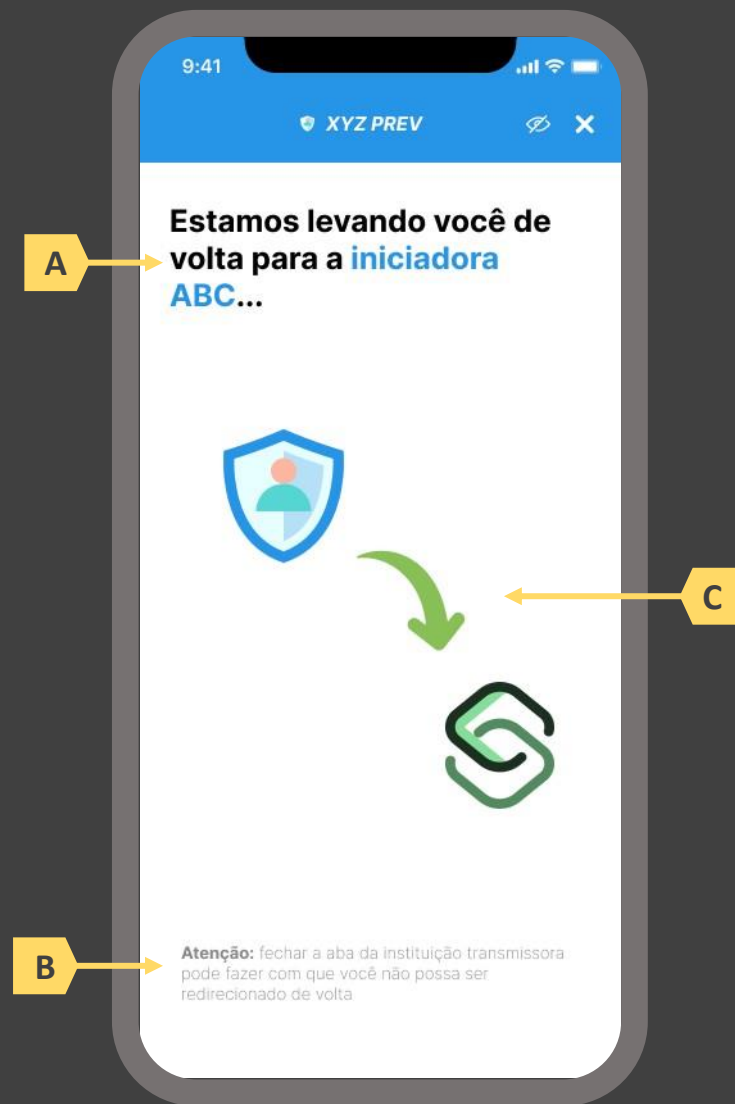 9:41
XYZ PREV
Estamos levando você de
volta para a iniciadora
ABC...
A
C
B
Atenção: fechar a aba da instituição transmissora
pode fazer com que você não possa ser
redirecionado de volta